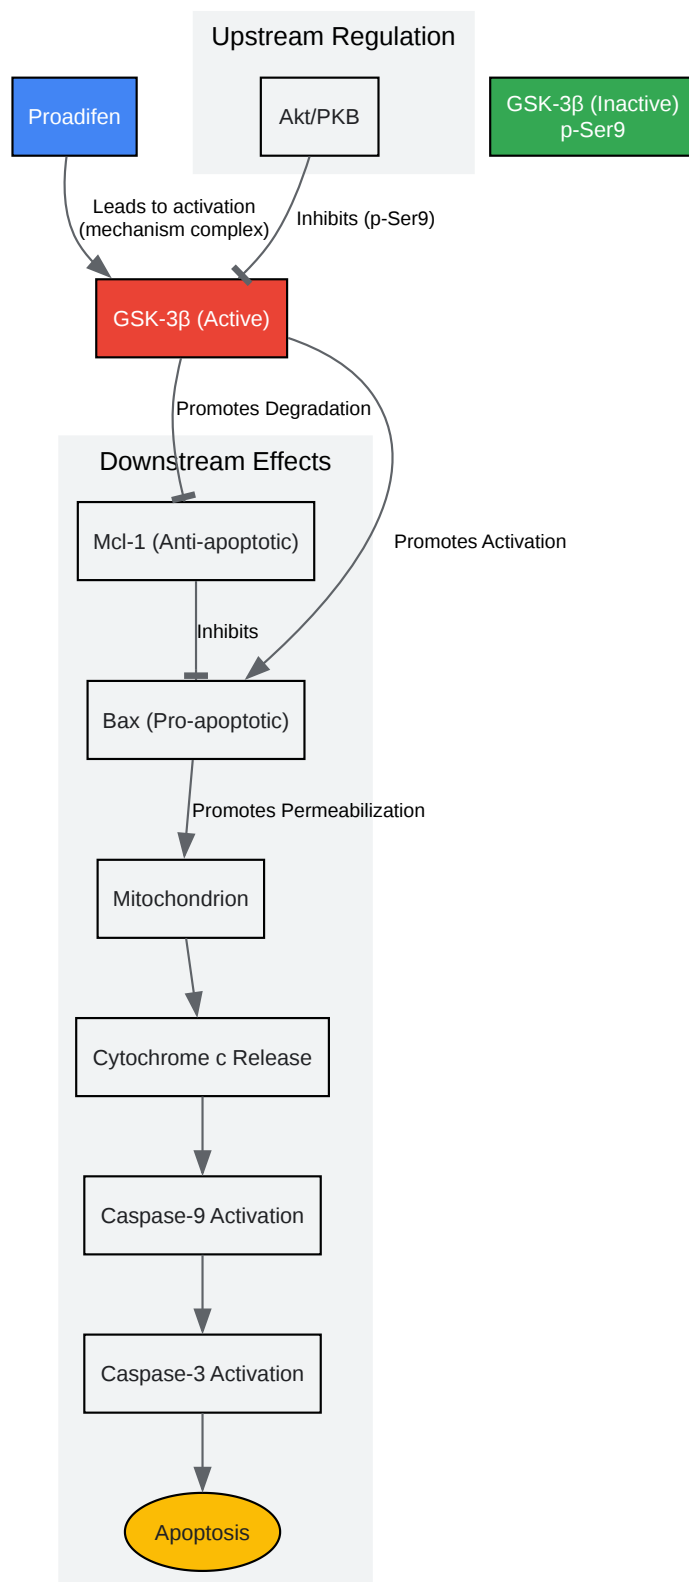 Upstream Regulation
Proadifen
Akt/PKB
GSK-3β (Inactive)
p-Ser9
Leads to activation
(mechanism complex)
Inhibits (p-Ser9)
GSK-3β (Active)
Promotes Degradation
Downstream Effects
Mcl-1 (Anti-apoptotic)
Promotes Activation
Inhibits
Bax (Pro-apoptotic)
Promotes Permeabilization
Mitochondrion
Cytochrome c Release
Caspase-9 Activation
Caspase-3 Activation
Apoptosis